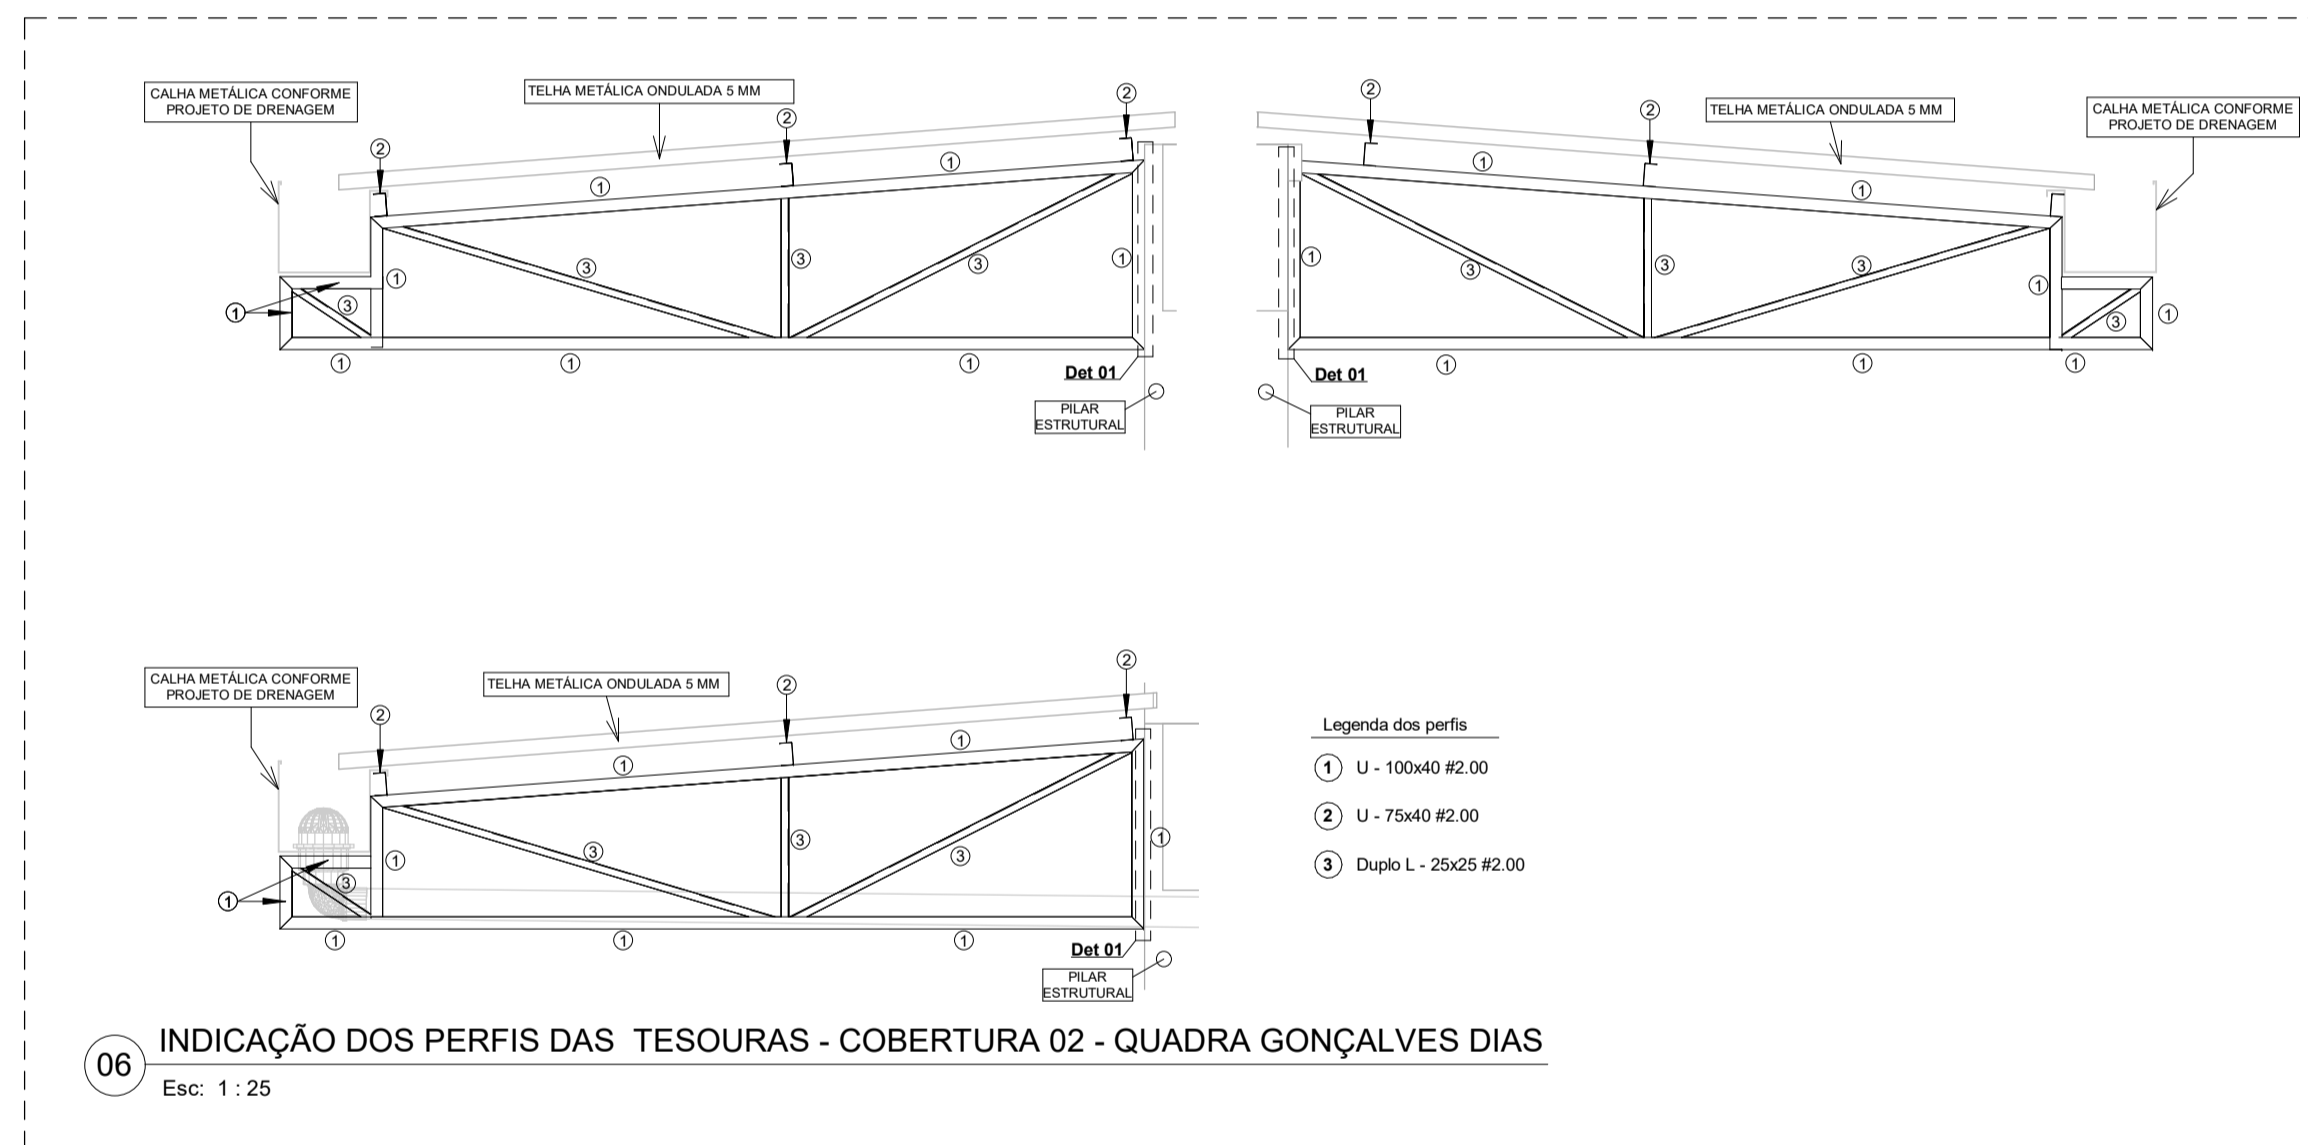 CALHA METÁLICA CONFORME
PROJETO DE DRENAGEM
TELHA METÁLICA ONDULADA 5 MM
2
2
2
1
1
1
3
3
3
1
1
3
1
1
1
Det 01
PILAR
ESTRUTURAL
2
2
TELHA METÁLICA ONDULADA 5 MM
CALHA METÁLICA CONFORME
PROJETO DE DRENAGEM
1
1
1
3
3
3
1
3
1
1
1
1
Det 01
PILAR
ESTRUTURAL
CALHA METÁLICA CONFORME
PROJETO DE DRENAGEM
TELHA METÁLICA ONDULADA 5 MM
2
2
2
1
1
1
3
3
3
1
3
1
1
1
1
Det 01
PILAR
ESTRUTURAL
Legenda dos perfis
1 U - 100x40 #2.00
2 U - 75x40 #2.00
3 Duplo L - 25x25 #2.00
06 INDICAÇÃO DOS PERFIS DAS TESOURAS - COBERTURA 02 - QUADRA GONÇALVES DIAS
Esc: 1 : 25